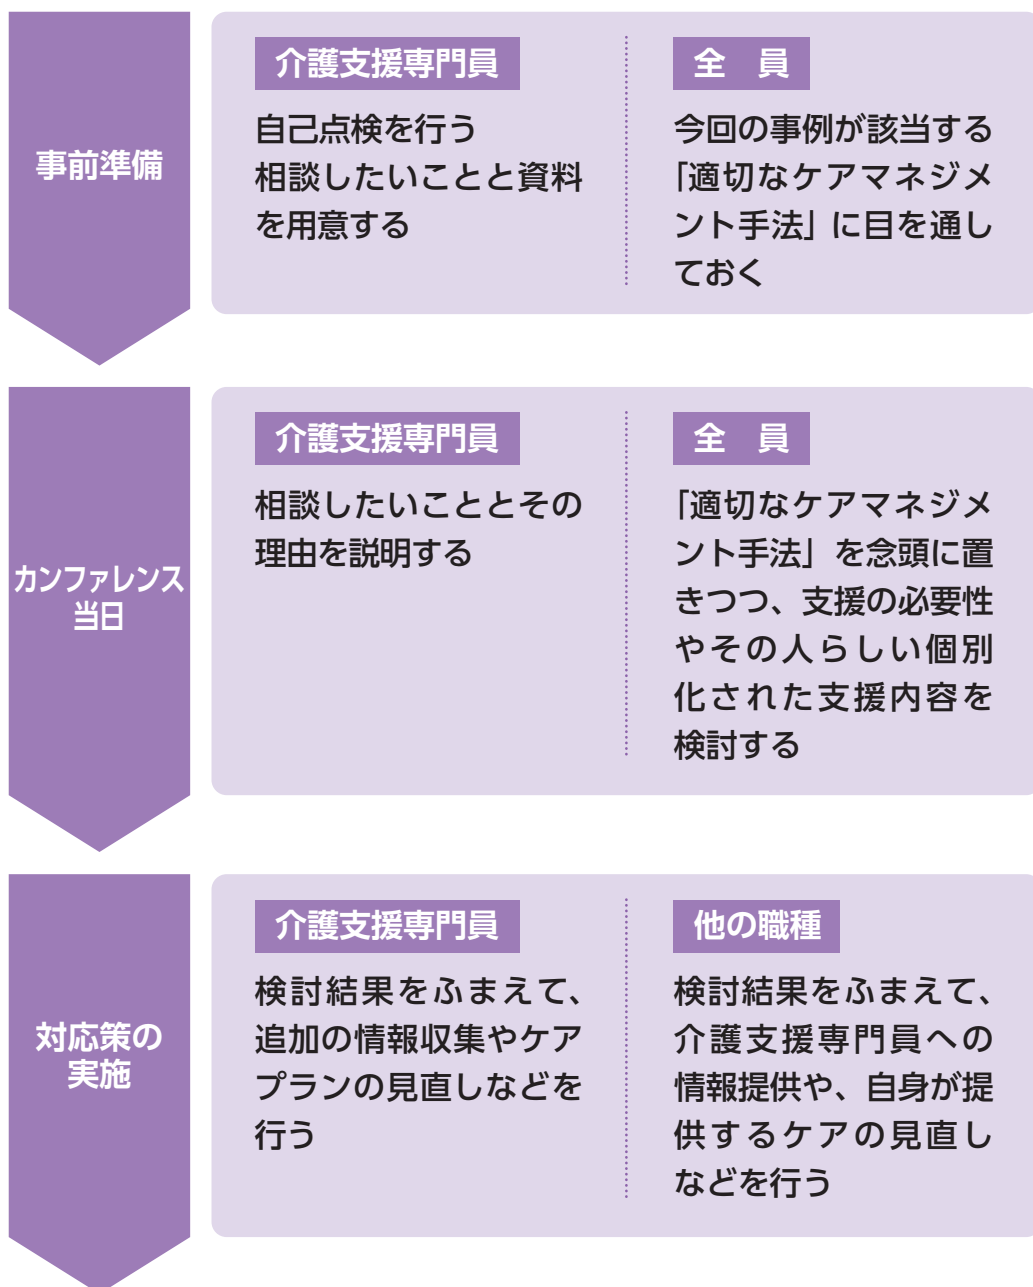 事前準備
介護支援専門員
自己点検を行う
相談したいことと資料
を用意する
全 員
今回の事例が該当する
「適切なケアマネジメ
ント手法」に目を通し
ておく
カンファレンス
当日
介護支援専門員
相談したいこととその
理由を説明する
全 員
「適切なケアマネジメ
ント手法」を念頭に置
きつつ、支援の必要性
やその人らしい個別
化された支援内容を
検討する
対応策の
実施
介護支援専門員
検討結果をふまえて、
追加の情報収集やケア
プランの見直しなどを
行う
他の職種
検討結果をふまえて、
介護支援専門員への
情報提供や、自身が提
供するケアの見直し
などを行う